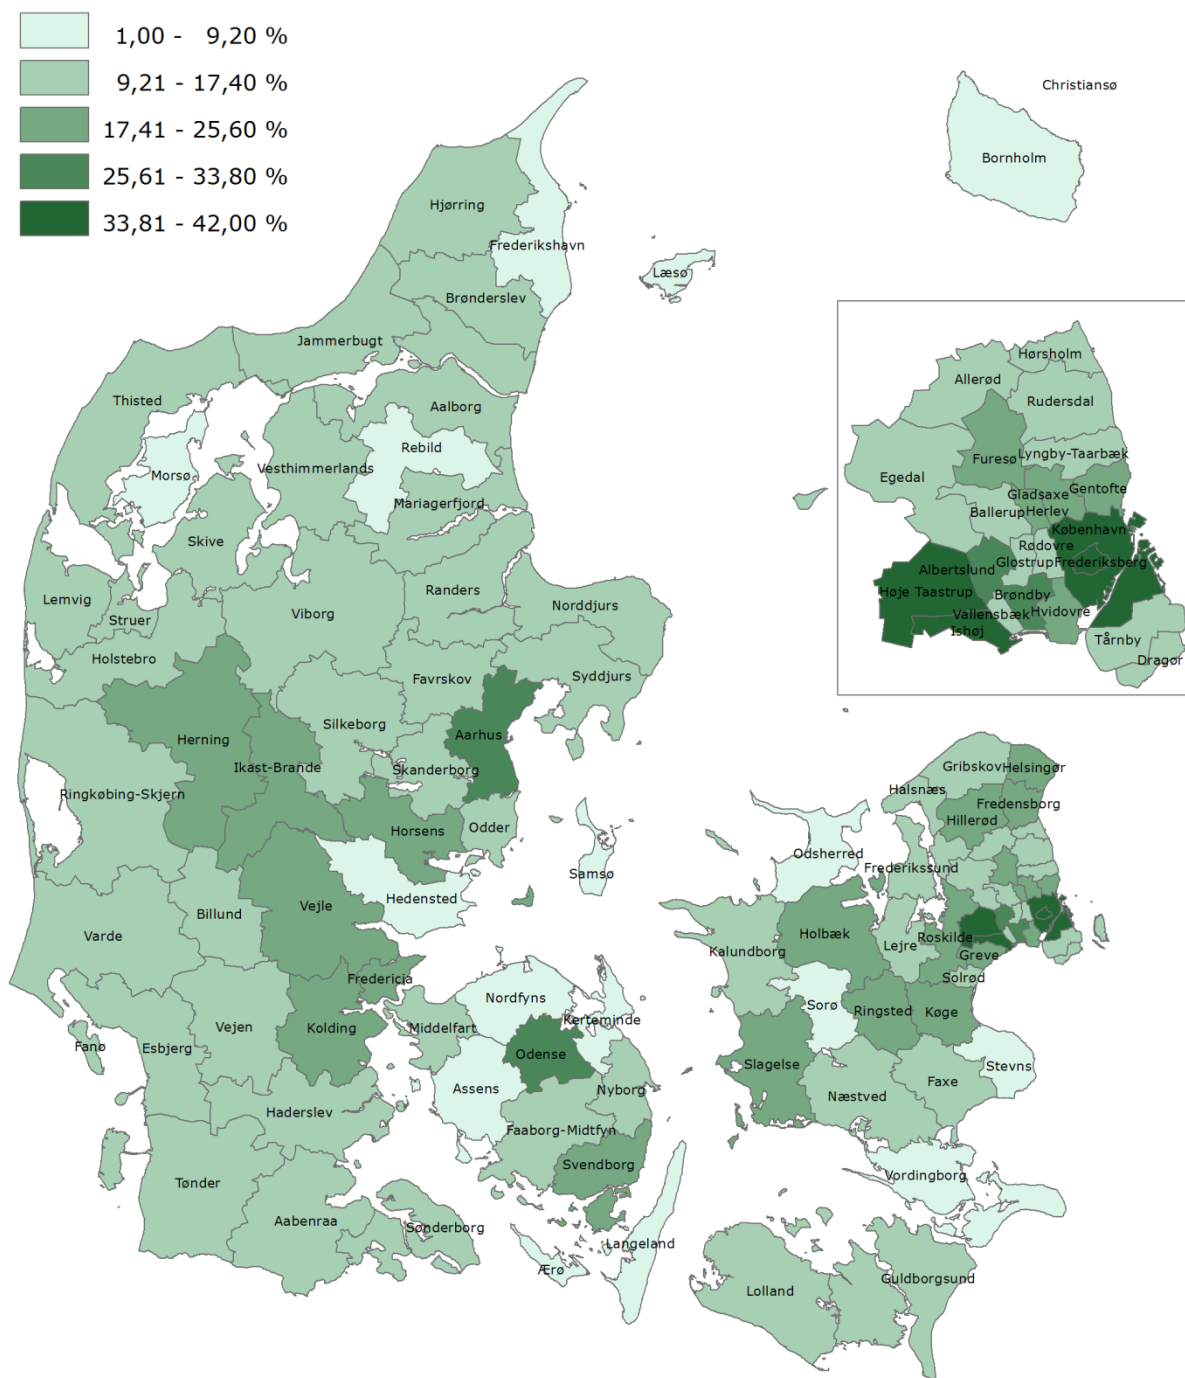 1,00 - 9,20 %
9,21 - 17,40 %
17,41 - 25,60 %
25,61 - 33,80 %
33,81 - 42,00 %
Christiansø
Bornholm
Hjørring
Frederikshavn
Læsø
Brønderslev
Jammerbugt
Thisted
Aalborg
Rebild
Vesthimmerlands
Morsø
Mariagerfjord
Skive
Randers
Lemvig
Norddjurs
Viborg
Struer
Holstebro
Favrskov
Syddjurs
Silkeborg
Herning
Aarhus
Ikast-Brande
Skanderborg
Ringkøbing-Skjern
Horsens
Odder
Samsø
Hedensted
Vejle
Billund
Varde
Fredericia
Kolding
Vejen
Esbjerg
Fanø
Haderslev
Tønder
Aabenraa
Sønderborg
Nordfyns
Middelfart
Kerteminde
Odense
Assens
Nyborg
Faaborg-Midtfyn
Svendborg
Langeland
Ærø
Hørsholm
Allerød
Rudersdal
Furesø
Lyngby-Taarbæk
Egedal
Gladsaxe
Gentofte
Ballerup
Herlev
København
Rødovre
Glostrup
Frederiksberg
Albertslund
Høje Taastrup
Brøndby
Vallensbæk
Hvidovre
Ishøj
Tårnby
Dragør
Gribskov
Helsingør
Halsnæs
Fredensborg
Hillerød
Odsherred
Frederikssund
Holbæk
Roskilde
Lejre
Kalundborg
Greve
Solrød
Sorø
Ringsted
Køge
Slagelse
Stevns
Faxe
Næstved
Vordingborg
Guldborgsund
Lolland